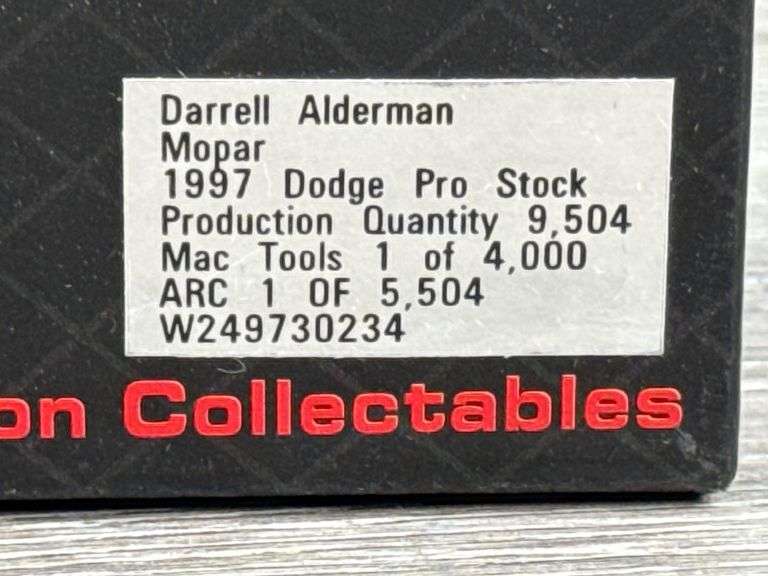 Darrell Alderman
Mopar
1997 Dodge Pro Stock
Production Quantity 9,504
Mac Tools 1 of 4,000
ARC 1 OF 5,504
W249730234
on Collectables